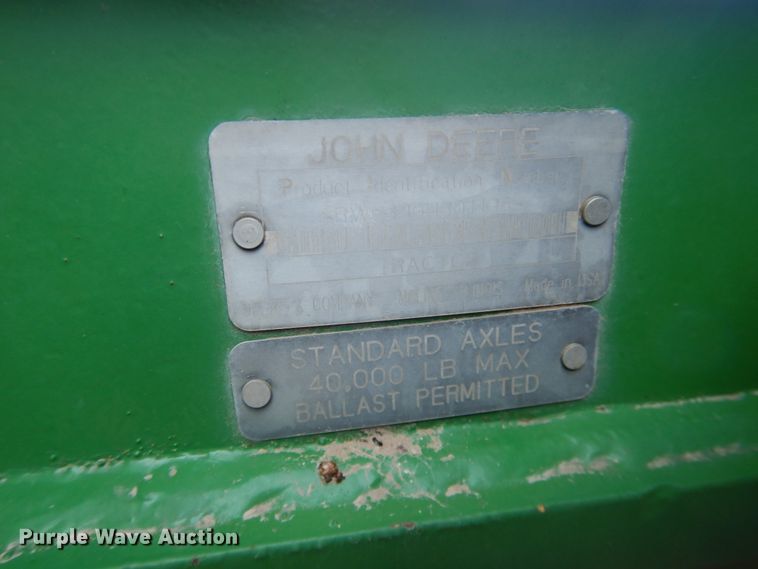 JOHN DEERE
Product Identification Number
TRACTOR
DEERE & COMPANY MOLINE ILLINOIS Made in USA
STANDARD AXLES
40,000 LB MAX
BALLAST PERMITTED
Purple Wave Auction